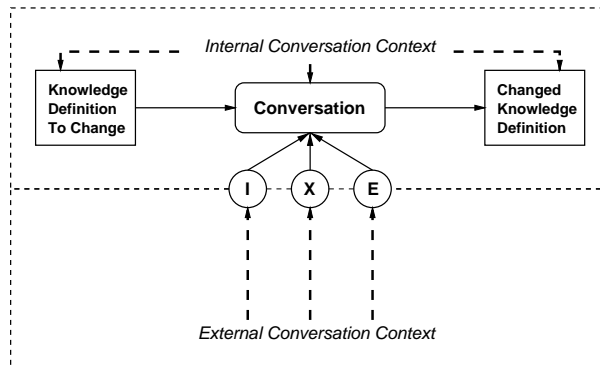 Internal Conversation Context
Knowledge
Definition
To Change
Conversation
Changed
Knowledge
Definition
I
X
E
External Conversation Context